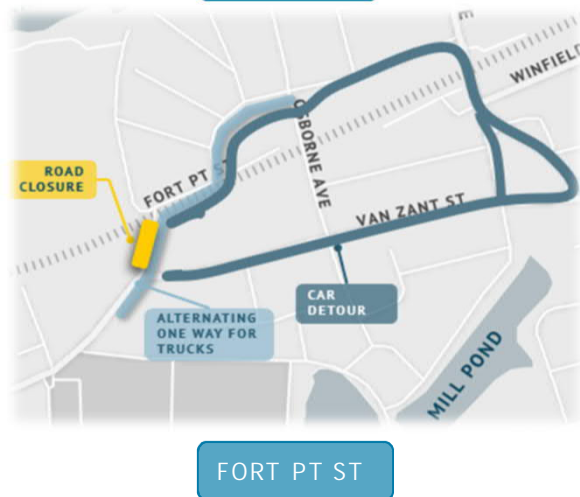 E
WINFIELD
OSBORNE AVE
ROAD
CLOSURE
FORT PT ST
VAN ZANT ST
CAR
DETOUR
ALTERNATING
ONE WAY FOR
TRUCKS
MILL POND
FORT PT ST